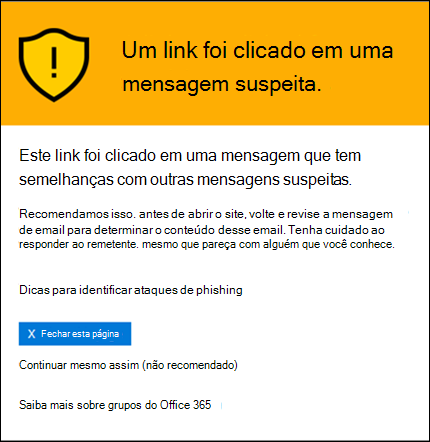 Um link foi clicado em uma
mensagem suspeita.
Este link foi clicado em uma mensagem que tem
semelhanças com outras mensagens suspeitas.
Recomendamos isso. antes de abrir o site, volte e revise a mensagem
de email para determinar o conteúdo desse email. Tenha cuidado ao
responder ao remetente. mesmo que pareça com alguém que você conhece.
Dicas para identificar ataques de phishing
X Fechar esta página
Continuar mesmo assim (não recomendado)
Saiba mais sobre grupos do Office 365